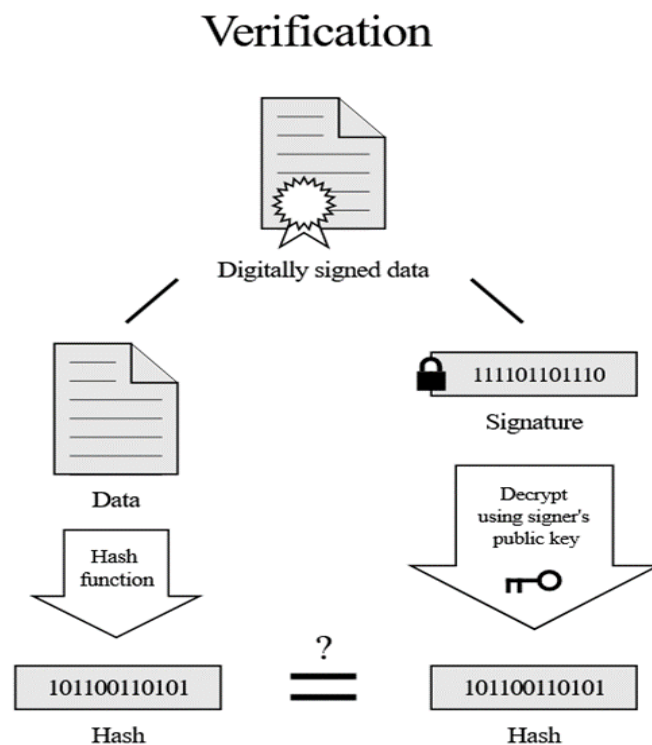 Verification
Digitally signed data
111101101110
Signature
Data
Decrypt
using signer's
public key
Hash
function
?
=
101100110101
101100110101
Hash
Hash